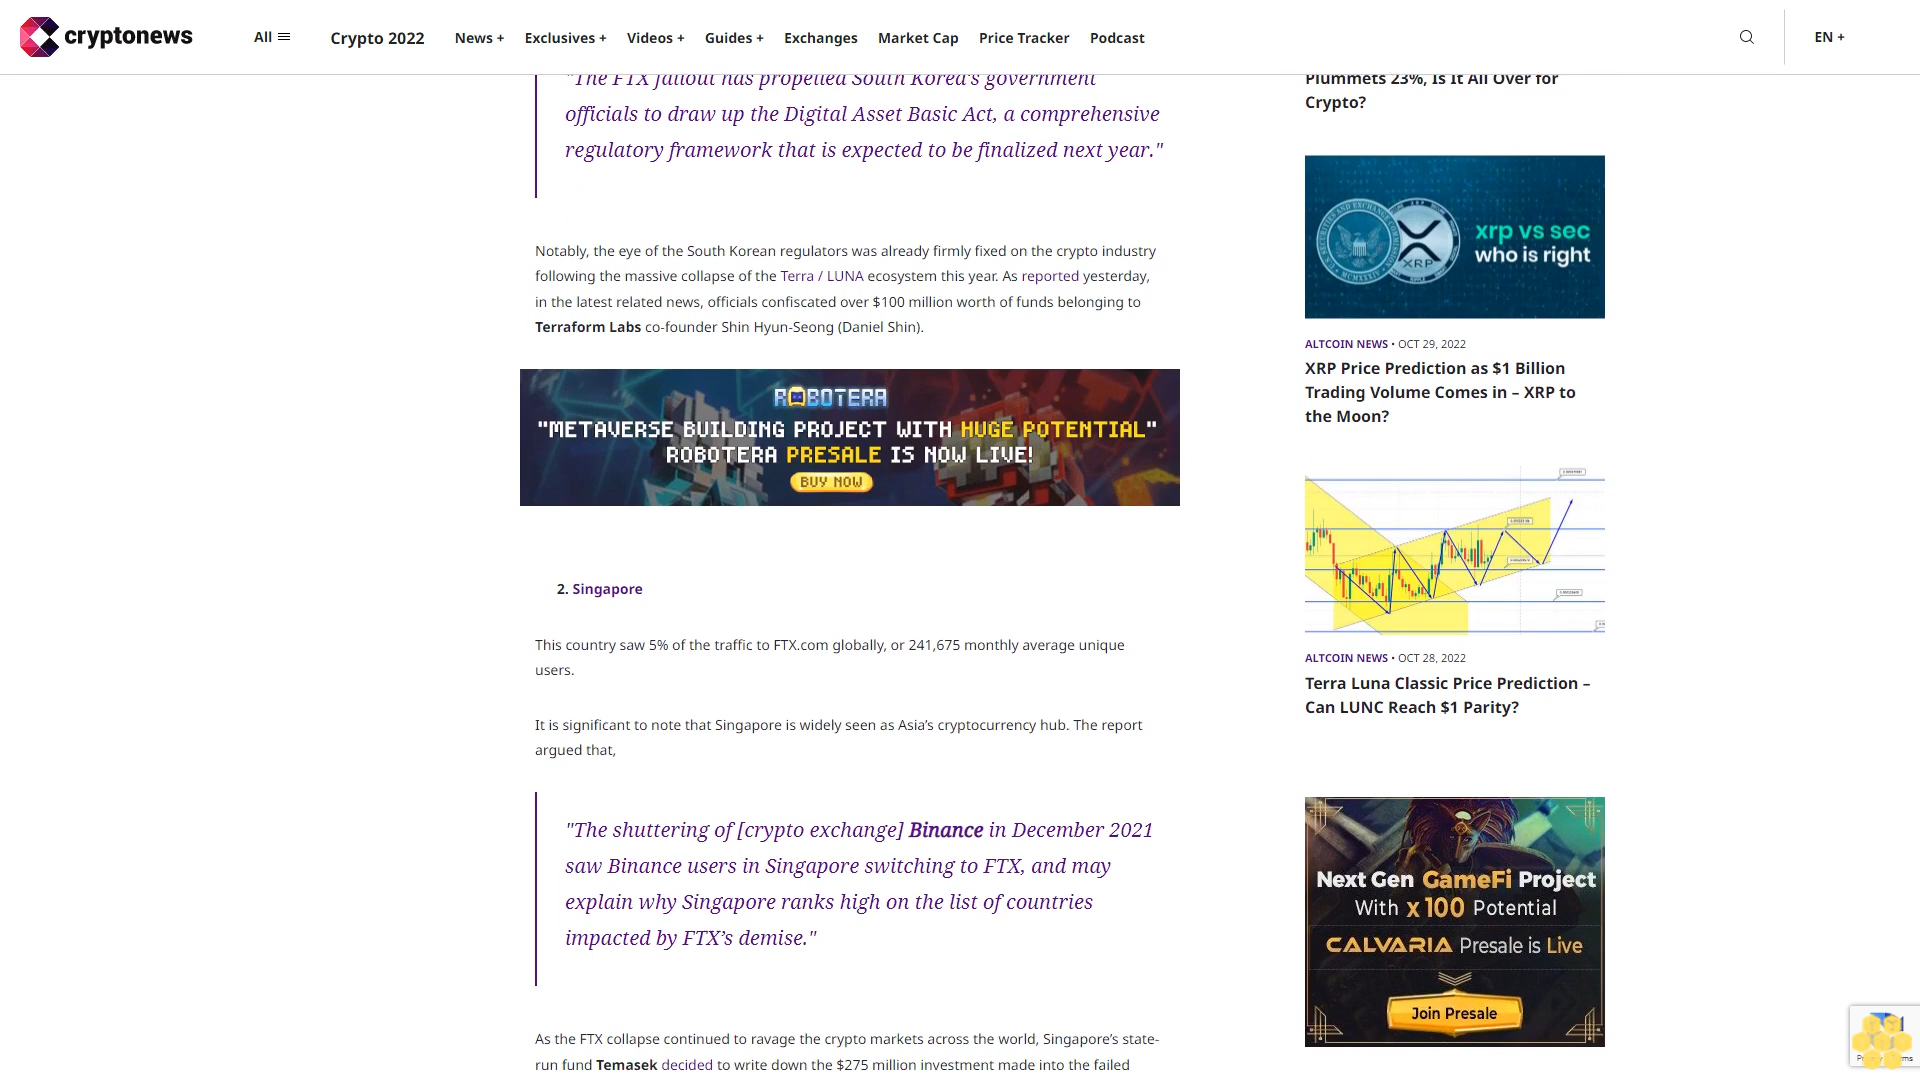 cryptonews
All
Crypto 2022
News +
Exclusives +
Videos +
Guides +
Exchanges
Market Cap
Price Tracker
Podcast
EN +
"The FTX fallout has propelled South Korea's government
officials to draw up the Digital Asset Basic Act, a comprehensive
regulatory framework that is expected to be finalized next year."
Notably, the eye of the South Korean regulators was already firmly fixed on the crypto industry
following the massive collapse of the Terra / LUNA ecosystem this year. As reported yesterday,
in the latest related news, officials confiscated over $100 million worth of funds belonging to
Terraform Labs co-founder Shin Hyun-Seong (Daniel Shin).
ROBOTERA
"METAVERSE BUILDING PROJECT WITH HUGE POTENTIAL"
ROBOTERA PRESALE IS NOW LIVE!
BUY NOW
2. Singapore
This country saw 5% of the traffic to FTX.com globally, or 241,675 monthly average unique
users.
It is significant to note that Singapore is widely seen as Asia’s cryptocurrency hub. The report
argued that,
"The shuttering of [crypto exchange] Binance in December 2021
saw Binance users in Singapore switching to FTX, and may
explain why Singapore ranks high on the list of countries
impacted by FTX’s demise."
As the FTX collapse continued to ravage the crypto markets across the world, Singapore’s state-
run fund Temasek decided to write down the $275 million investment made into the failed
Plummets 23%, Is It All Over for
Crypto?
XRP
xrp vs sec
who is right
ALTCOIN NEWS • OCT 29, 2022
XRP Price Prediction as $1 Billion
Trading Volume Comes in – XRP to
the Moon?
ALTCOIN NEWS • OCT 28, 2022
Terra Luna Classic Price Prediction –
Can LUNC Reach $1 Parity?
Next Gen GameFi Project
With x100 Potential
CALVARIA Presale is Live
Join Presale